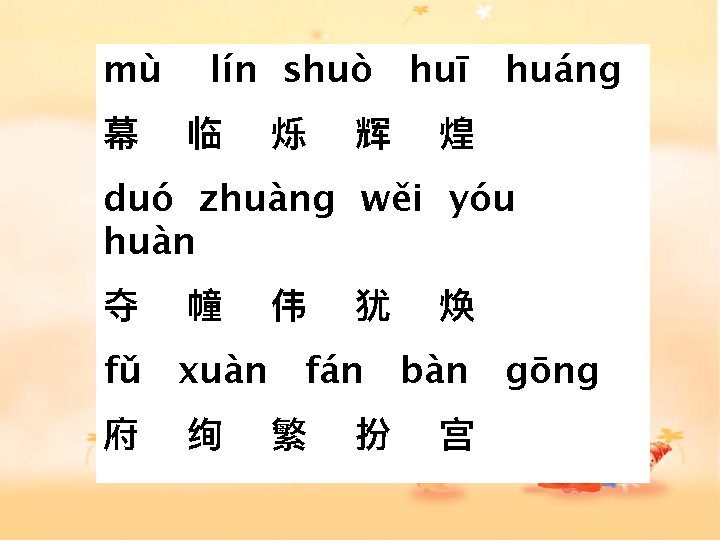 mù lín shuò huī huáng
幕 临 烁 辉 煌
duó zhuàng wěi yóu
huàn
夺 幢 伟 犹 焕
fǔ xuàn fán bàn gōng
府 绚 繁 扮 宫